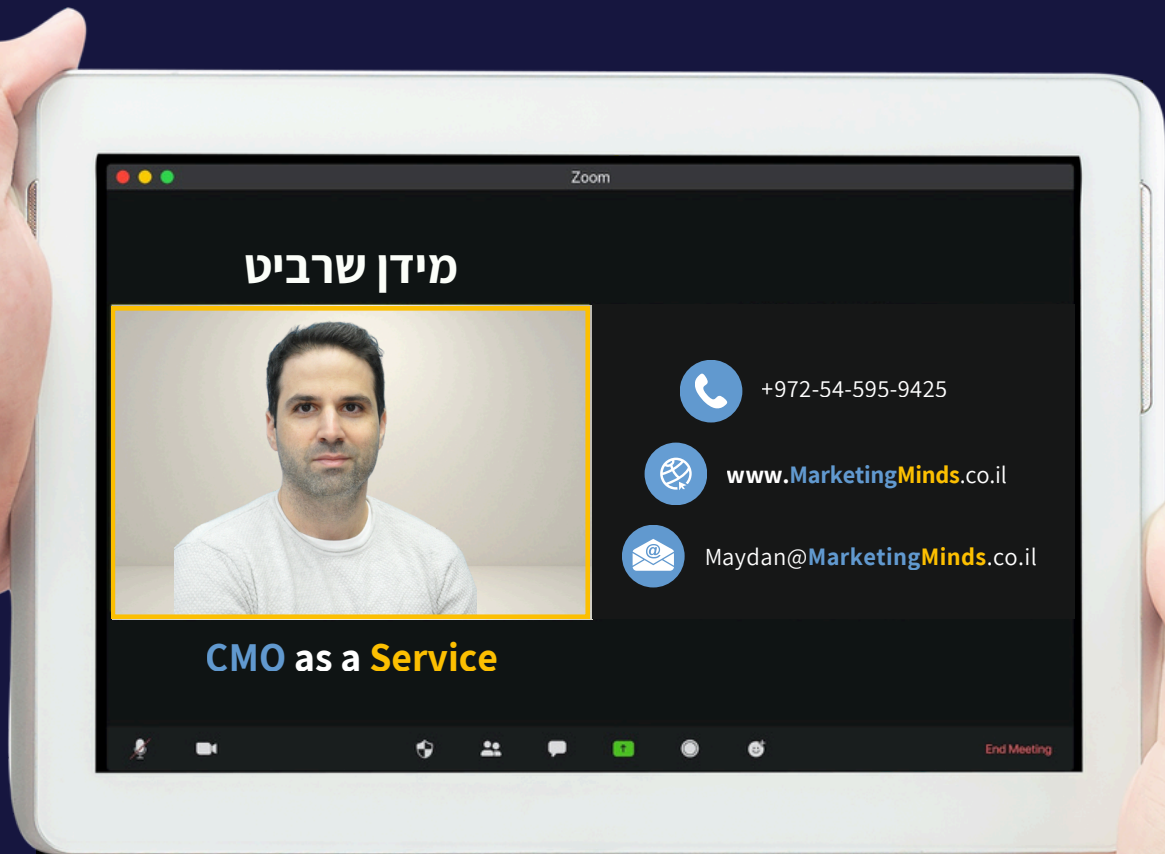 Zoom
מידן שרביט
+972-54-595-9425
www.MarketingMinds.co.il
Maydan@MarketingMinds.co.il
CMO as a Service
End Meeting